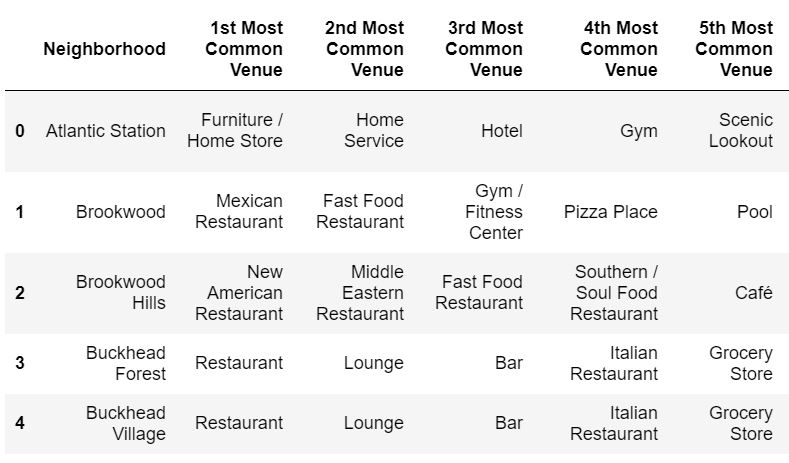 Neighborhood 1st Most Common Venue 2nd Most Common Venue 3rd Most Common Venue 4th Most Common Venue 5th Most Common Venue
0 Atlantic Station Furniture / Home Store Home Service Hotel Gym Scenic Lookout
1 Brookwood Mexican Restaurant Fast Food Restaurant Gym / Fitness Center Pizza Place Pool
2 Brookwood Hills New American Restaurant Middle Eastern Restaurant Fast Food Restaurant Southern / Soul Food Restaurant Café
3 Buckhead Forest Restaurant Lounge Bar Italian Restaurant Grocery Store
4 Buckhead Village Restaurant Lounge Bar Italian Restaurant Grocery Store